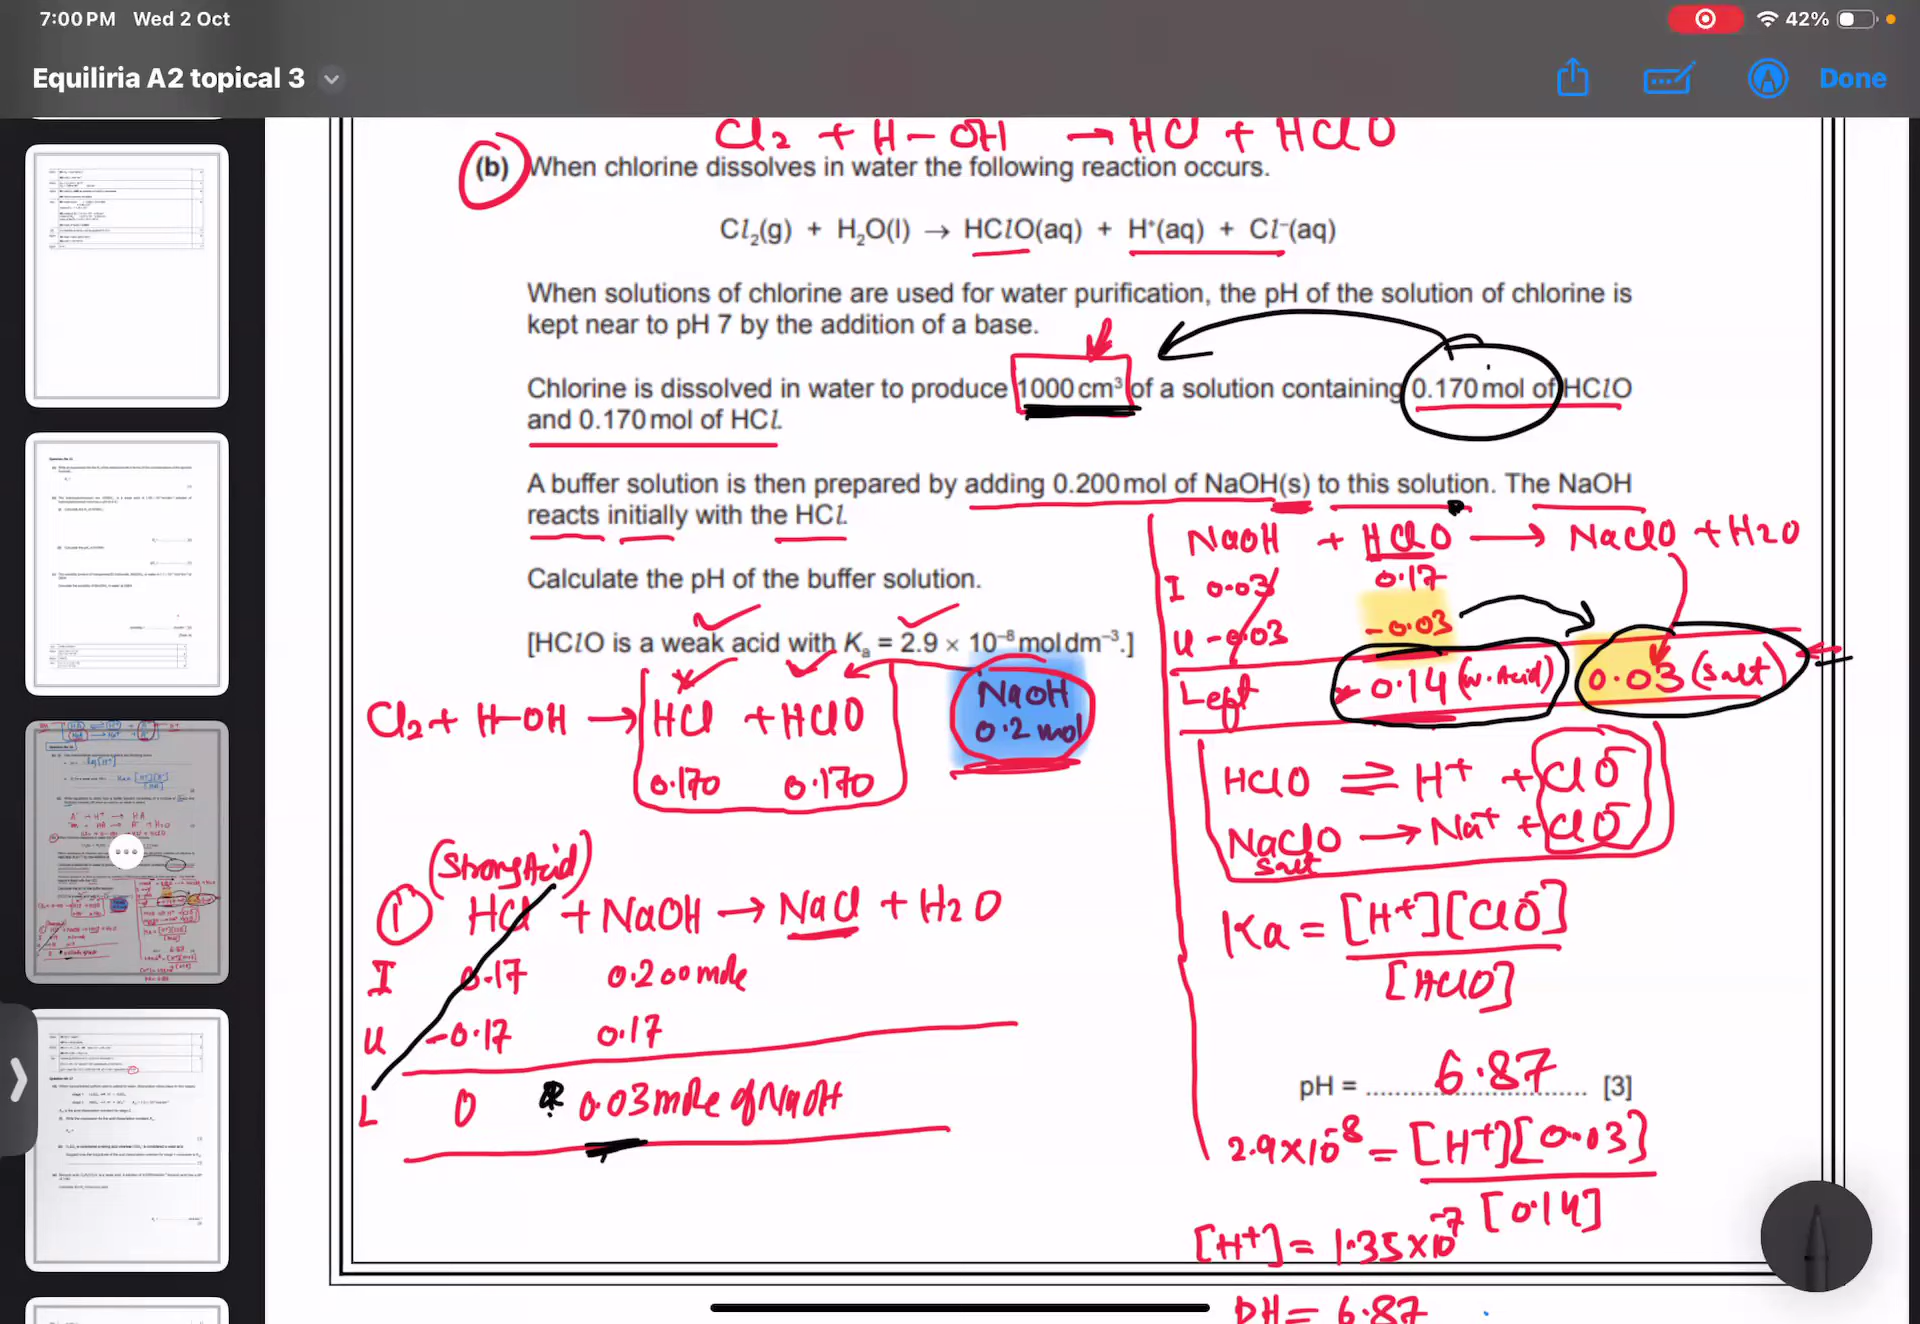 7:00 PM Wed 2 Oct
42%
Equiliria A2 topical 3
Done
Cl2 + H-OH → HCl + HClO
(b) When chlorine dissolves in water the following reaction occurs.
Cl₂(g) + H₂O(l) → HClO(aq) + H⁺(aq) + Cl⁻(aq)
When solutions of chlorine are used for water purification, the pH of the solution of chlorine is
kept near to pH 7 by the addition of a base.
Chlorine is dissolved in water to produce 1000 cm³ of a solution containing 0.170 mol of HClO
and 0.170 mol of HCl.
A buffer solution is then prepared by adding 0.200 mol of NaOH(s) to this solution. The NaOH
reacts initially with the HCl.
Calculate the pH of the buffer solution.
[HClO is a weak acid with Kₐ = 2.9 × 10⁻⁸ mol dm⁻³.]
Cl2 + H-OH → HCl + HClO
0.170 0.170
NaOH
0.2 mol
(Strong Acid)
① HCl + NaOH → NaCl + H2O
I 0.17 0.200 mole
U -0.17 0.17
L 0 0.03 mole of NaOH
NaOH + HClO → NaClO + H2O
I 0.03 0.17
U -0.03 -0.03
Left 0.14 (w. Acid) 0.03 (salt)
HClO ⇌ H⁺ + ClO⁻
NaClO → Na⁺ + ClO⁻
salt
Ka = [H⁺][ClO⁻]
[HClO]
pH = 6.87 [3]
2.9×10⁻⁸ = [H⁺][0.03]
[0.14]
[H⁺] = 1.35×10⁻⁷
pH = 6.87